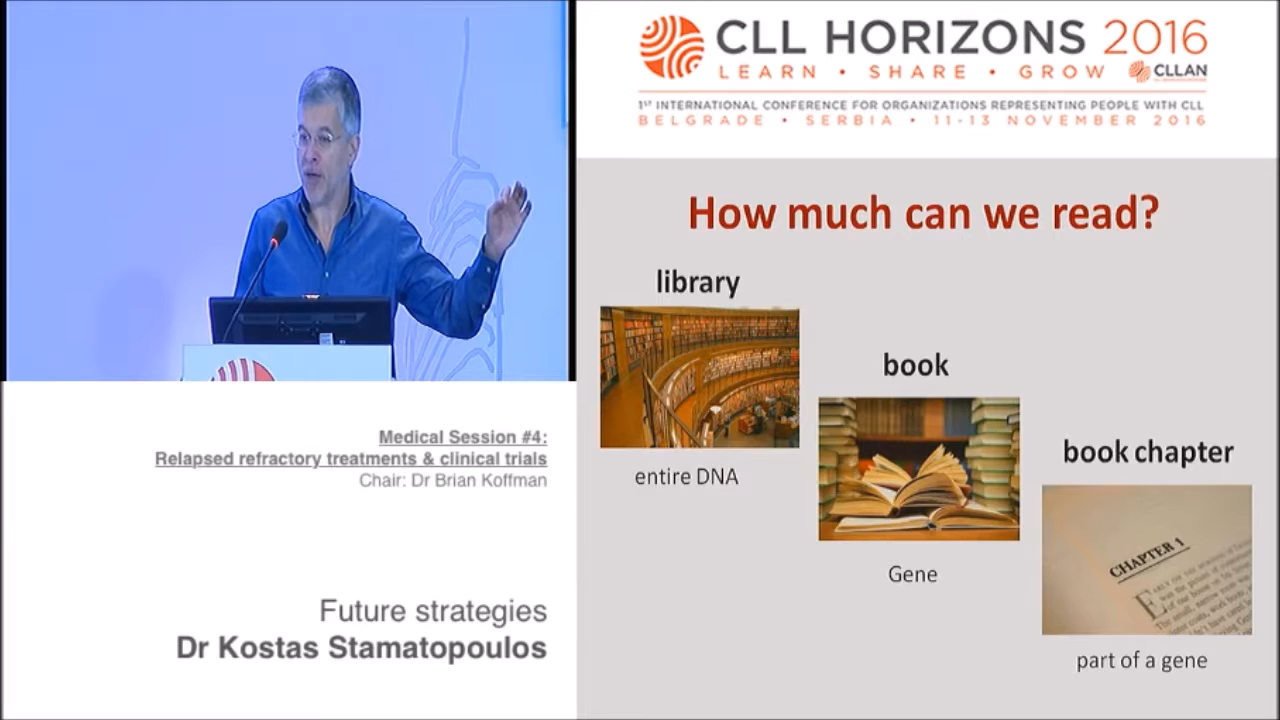 CLL HORIZONS 2016
LEARN • SHARE • GROW
CLLAN
1ST INTERNATIONAL CONFERENCE FOR ORGANIZATIONS REPRESENTING PEOPLE WITH CLL
BELGRADE • SERBIA • 11-13 NOVEMBER 2016
How much can we read?
library
entire DNA
book
Gene
book chapter
CHAPTER 1
part of a gene
Medical Session #4:
Relapsed refractory treatments & clinical trials
Chair: Dr Brian Koffman
Future strategies
Dr Kostas Stamatopoulos